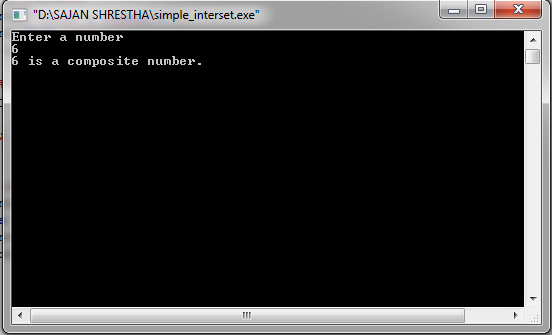 "D:\SAJAN SHRESTHA\simple_interset.exe"
Enter a number
6
6 is a composite number.